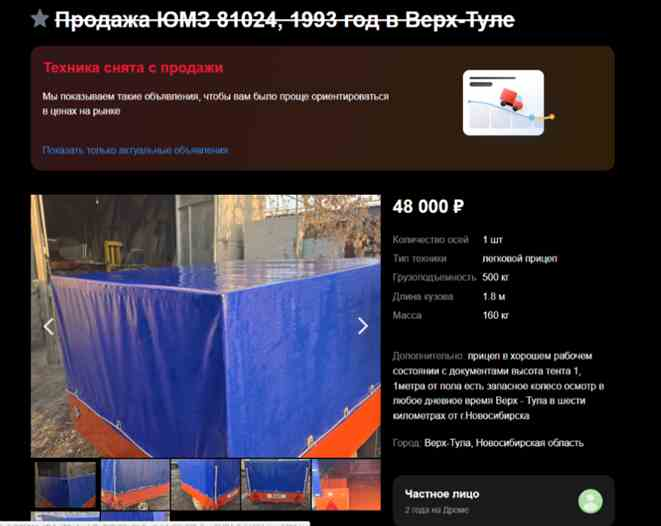 Продажа ЮМЗ 81024, 1993 год в Верх-Туле
Техника снята с продажи
Мы показываем такие объявления, чтобы вам было проще ориентироваться
в ценах на рынке
Показать только актуальные объявления
48 000 ₽
Количество осей 1 шт
Тип техники легковой прицеп
Грузоподъемность 500 кг
Длина кузова 1.8 м
Масса 160 кг
Дополнительно: прицеп в хорошем рабочем
состоянии с документами высота тента 1,
1метра от пола есть запасное колесо осмотр в
любое дневное время Верх - Тула в шести
километрах от г.Новосибирска
Город: Верх-Тула, Новосибирская область
Частное лицо
2 года на Дроме